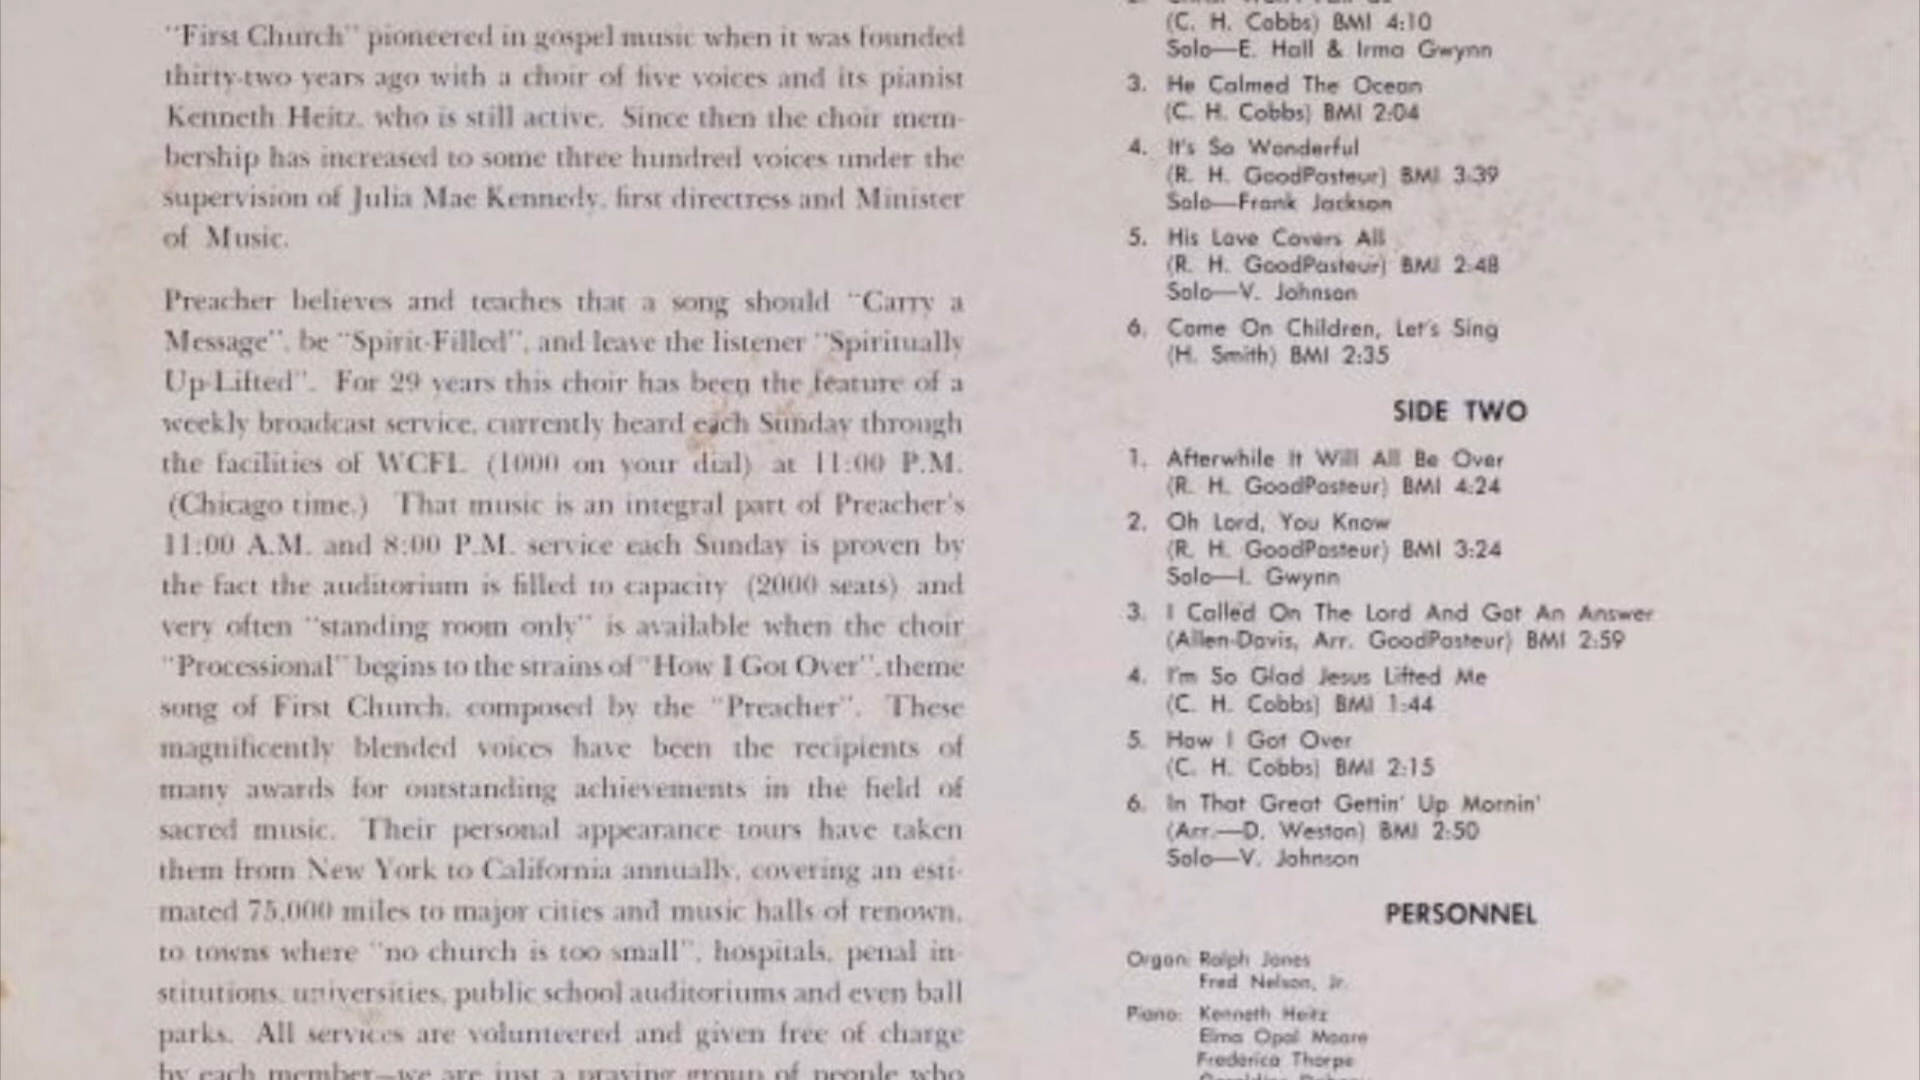 "First Church" pioneered in gospel music when it was founded
thirty-two years ago with a choir of five voices and its pianist
Kenneth Heitz, who is still active. Since then the choir mem-
bership has increased to some three hundred voices under the
supervision of Julia Mae Kennedy, first directress and Minister
of Music.
Preacher believes and teaches that a song should "Carry a
Message", be "Spirit-Filled", and leave the listener "Spiritually
Up-Lifted". For 29 years this choir has been the feature of a
weekly broadcast service, currently heard each Sunday through
the facilities of WCFL (1000 on your dial) at 11:00 P.M.
(Chicago time.) That music is an integral part of Preacher's
11:00 A.M. and 8:00 P.M. service each Sunday is proven by
the fact the auditorium is filled to capacity (2000 seats) and
very often "standing room only" is available when the choir
"Processional" begins to the strains of "How I Got Over", theme
song of First Church, composed by the "Preacher". These
magnificently blended voices have been the recipients of
many awards for outstanding achievements in the field of
sacred music. Their personal appearance tours have taken
them from New York to California annually, covering an esti-
mated 75,000 miles to major cities and music halls of renown,
to towns where "no church is too small", hospitals, penal in-
stitutions, universities, public school auditoriums and even ball
parks. All services are volunteered and given free of charge
by each member—we are just a praying group of people who
(C. H. Cobbs) BMI 4:10
Solo—E. Hall & Irma Gwynn
3. He Calmed The Ocean
(C. H. Cobbs) BMI 2:04
4. It's So Wonderful
(R. H. GoodPasteur) BMI 3:39
Solo—Frank Jackson
5. His Love Covers All
(R. H. GoodPasteur) BMI 2:48
Solo—V. Johnson
6. Come On Children, Let's Sing
(H. Smith) BMI 2:35
SIDE TWO
1. Afterwhile It Will All Be Over
(R. H. GoodPasteur) BMI 4:24
2. Oh Lord, You Know
(R. H. GoodPasteur) BMI 3:24
Solo—I. Gwynn
3. I Called On The Lord And Got An Answer
(Allen-Davis, Arr. GoodPasteur) BMI 2:59
4. I'm So Glad Jesus Lifted Me
(C. H. Cobbs) BMI 1:44
5. How I Got Over
(C. H. Cobbs) BMI 2:15
6. In That Great Gettin' Up Mornin'
(Arr.—D. Weston) BMI 2:50
Solo—V. Johnson
PERSONNEL
Organ: Ralph Jones
Fred Nelson, Jr.
Piano: Kenneth Heitz
Elma Opal Moore
Frederica Thorpe